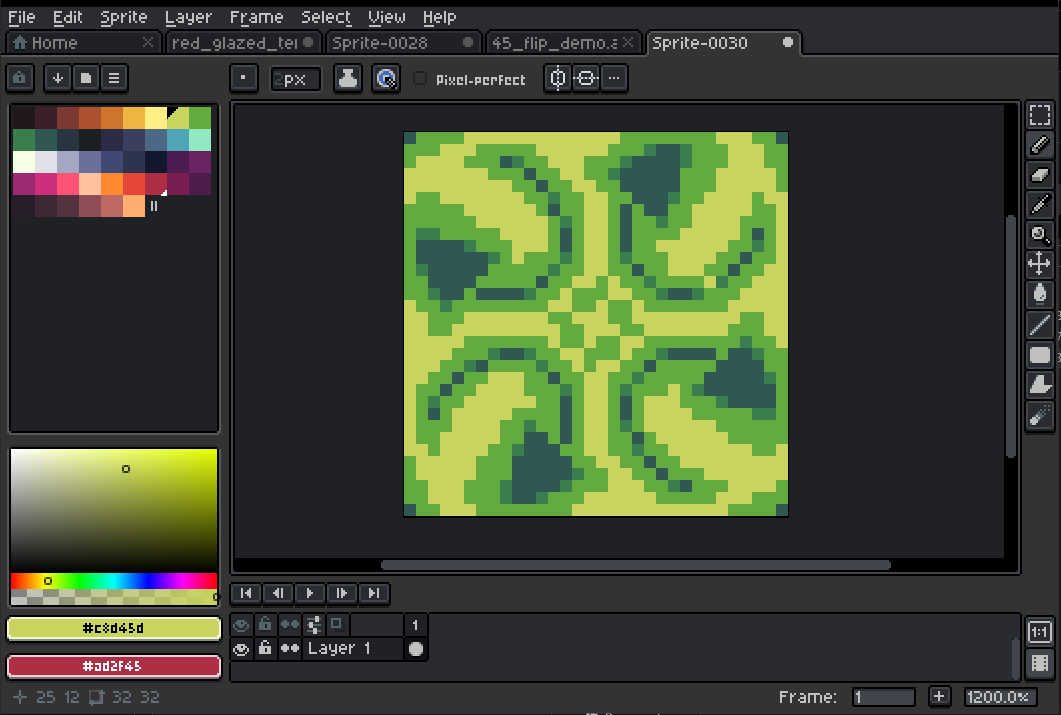 File Edit Sprite Layer Frame Select View Help
Home red_glazed_ter Sprite-0028 45_flip_demo.a Sprite-0030
2px Pixel-perfect
#c8d45d
1
Layer 1
1:1
#ad2f45
25 12 32 32 Frame: 1 1200.0%